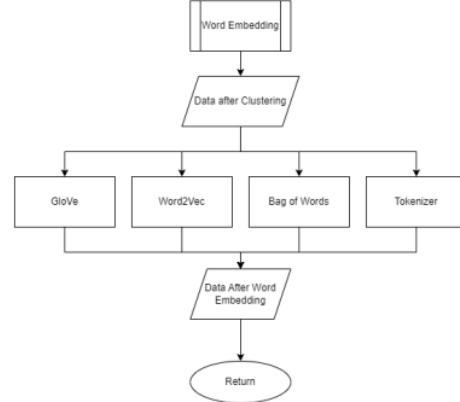 Word Embedding
Data after Clustering
GloVe
Word2Vec
Bag of Words
Tokenizer
Data After Word
Embedding
Return